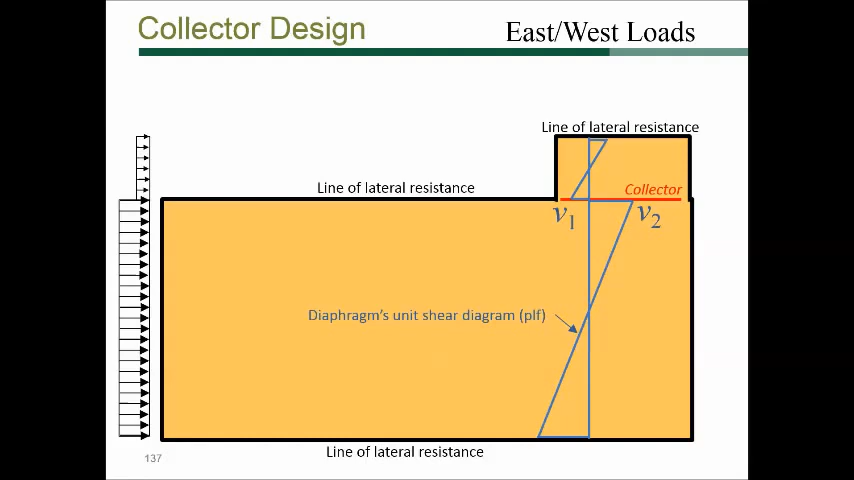 Collector Design
East/West Loads
Line of lateral resistance
Line of lateral resistance
Collector
v1
v2
Diaphragm's unit shear diagram (plf)
Line of lateral resistance
137